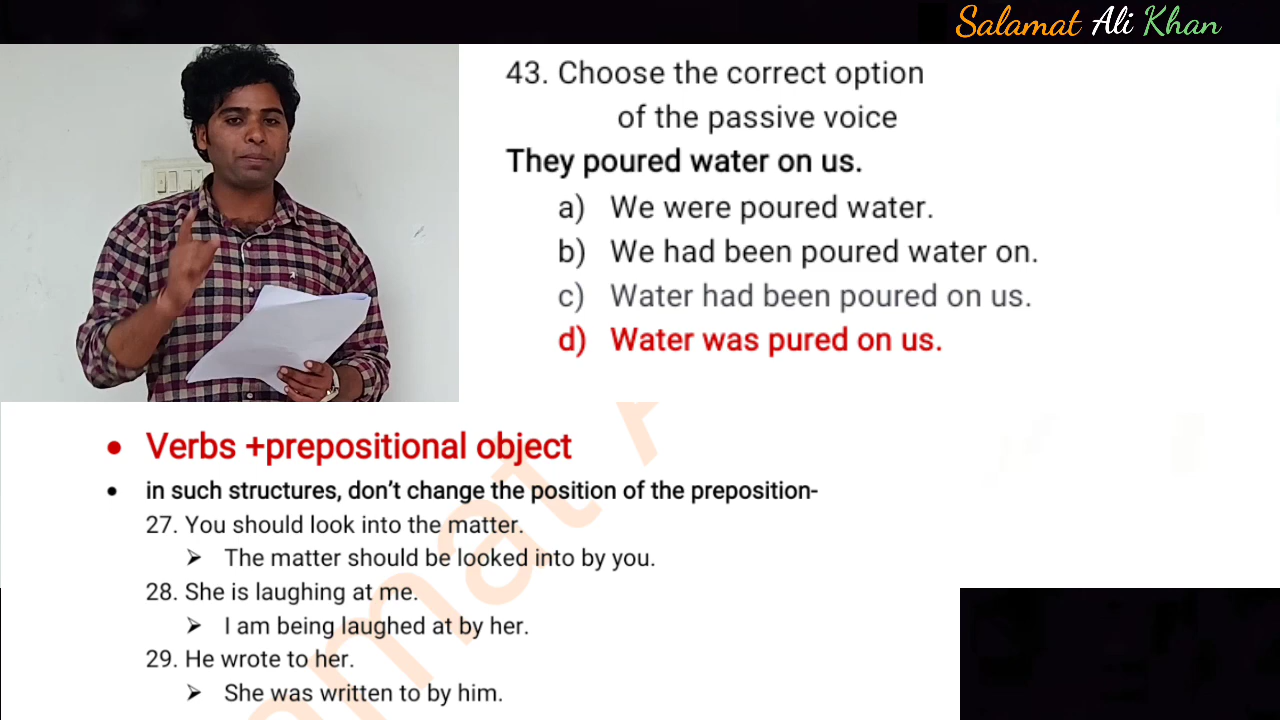 Salamat Ali Khan
43. Choose the correct option
of the passive voice
They poured water on us.
a) We were poured water.
b) We had been poured water on.
c) Water had been poured on us.
d) Water was pured on us.
• Verbs +prepositional object
• in such structures, don't change the position of the preposition-
27. You should look into the matter.
➢ The matter should be looked into by you.
28. She is laughing at me.
➢ I am being laughed at by her.
29. He wrote to her.
➢ She was written to by him.